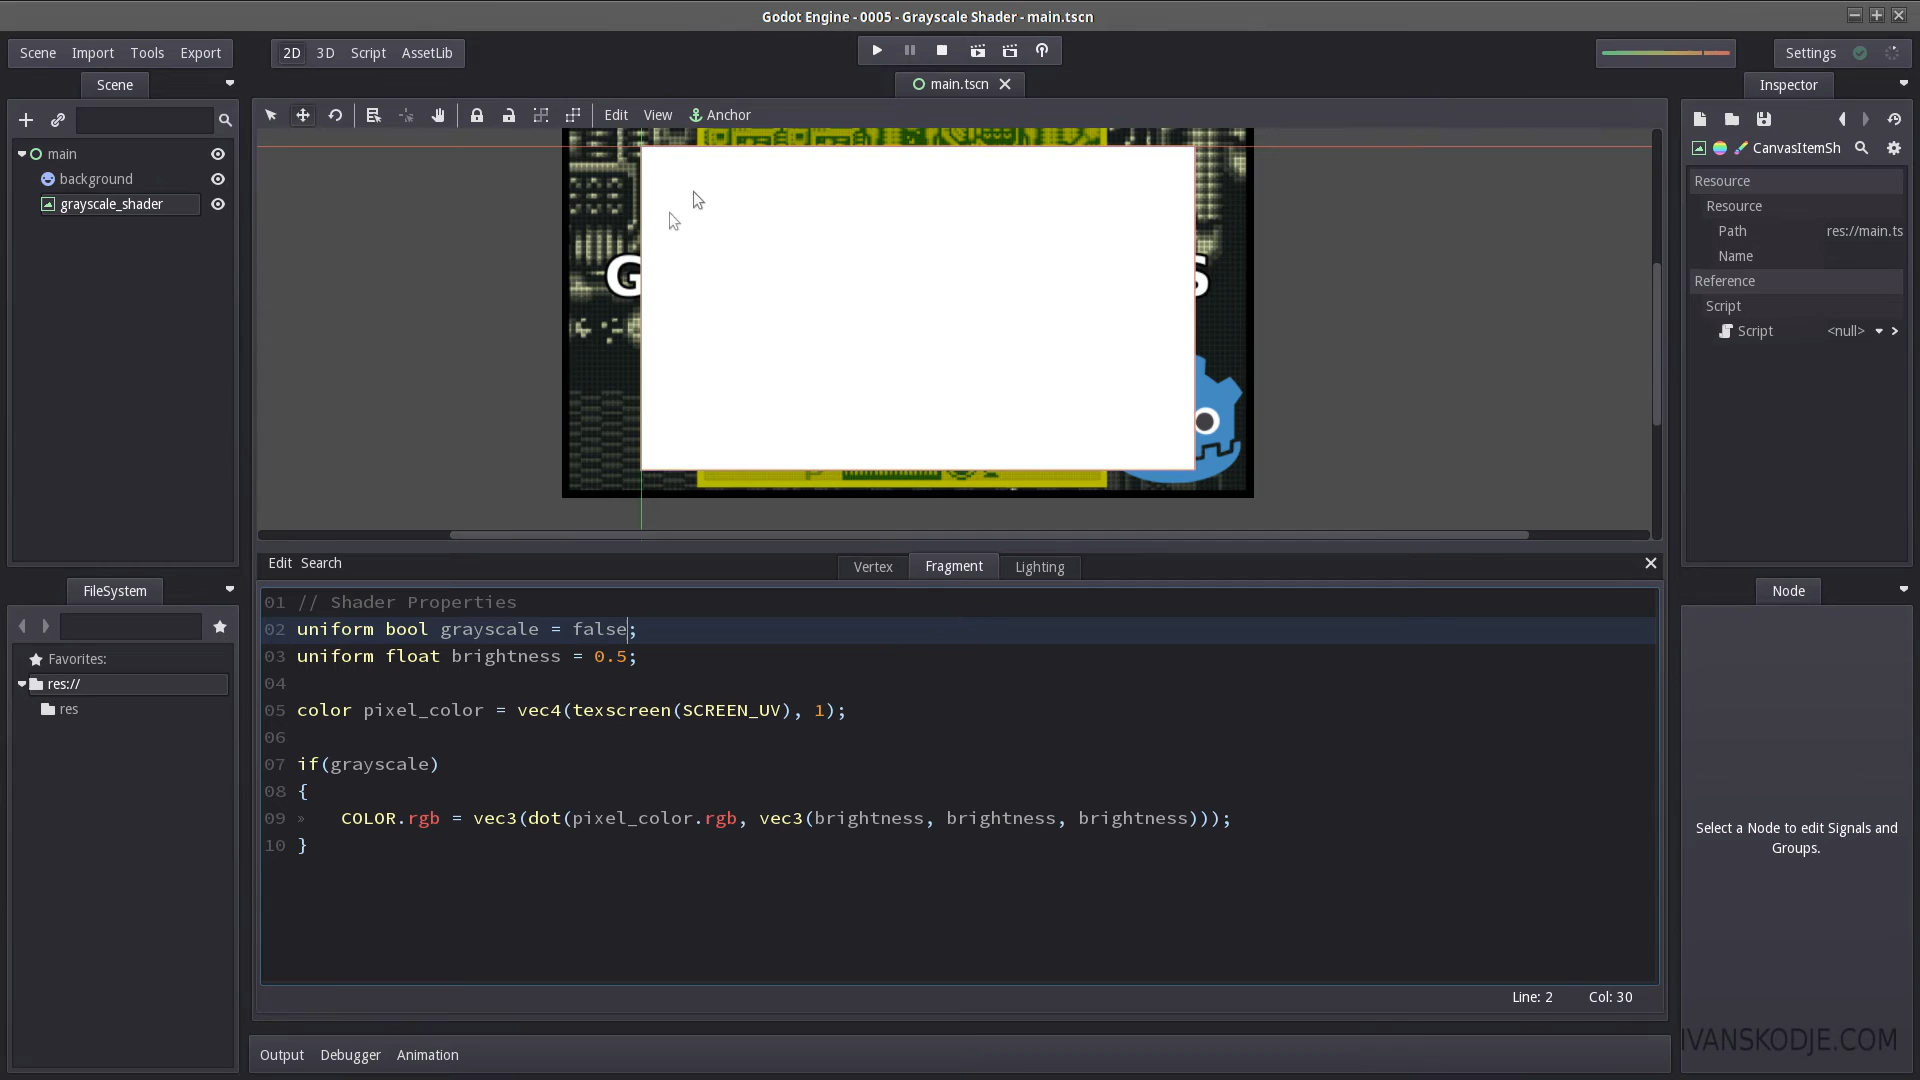 Godot Engine - 0005 - Grayscale Shader - main.tscn
Scene Import Tools Export
2D 3D Script AssetLib
Settings
Scene
main.tscn
Inspector
Edit View Anchor
main
background
grayscale_shader
CanvasItemSh
Resource
Resource
Path res://main.ts
Name
Reference
Script
Script <null>
G
S
FileSystem
Favorites:
res://
res
Edit Search
Vertex Fragment Lighting
01 // Shader Properties
02 uniform bool grayscale = false;
03 uniform float brightness = 0.5;
04
05 color pixel_color = vec4(texscreen(SCREEN_UV), 1);
06
07 if(grayscale)
08 {
09 » COLOR.rgb = vec3(dot(pixel_color.rgb, vec3(brightness, brightness, brightness)));
10 }
Line: 2 Col: 30
Node
Select a Node to edit Signals and
Groups.
Output Debugger Animation
IVANSKODJE.COM